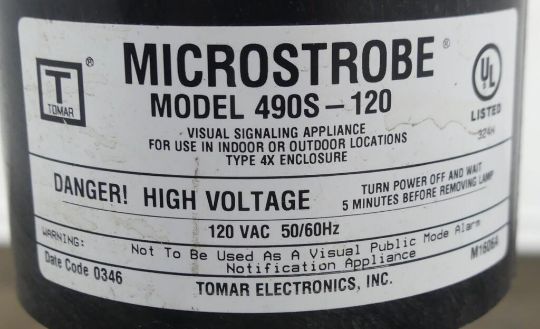 T
TOMAR
®
MICROSTROBE®
MODEL 490S-120
UL
LISTED
324H
VISUAL SIGNALING APPLIANCE
FOR USE IN INDOOR OR OUTDOOR LOCATIONS
TYPE 4X ENCLOSURE
DANGER! HIGH VOLTAGE
TURN POWER OFF AND WAIT
5 MINUTES BEFORE REMOVING LAMP
120 VAC 50/60Hz
WARNING: Not To Be Used As A Visual Public Mode Alarm
Notification Appliance
Date Code 0346
M1606A
TOMAR ELECTRONICS, INC.